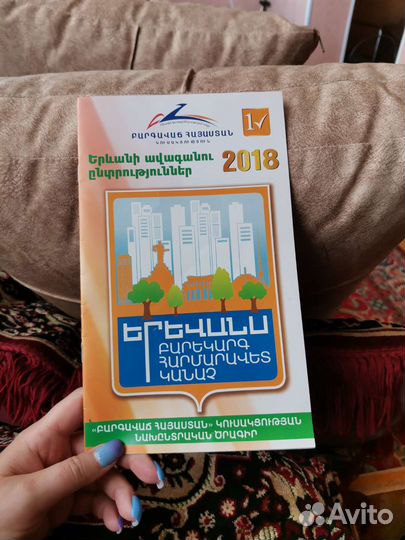 ԲԱՐԳԱՎԱՃ ՀԱՅԱՍՏԱՆ
ԿՈՒՍԱԿՑՈՒԹՅՈՒՆ
1✓
Երևանի ավագանու
ընտրություններ
2018
ԵՐԵՎԱՆՍ
ԲԱՐԵԿԱՐԳ
ՀԱՐՄԱՐԱՎԵՏ
ԿԱՆԱՉ
«ԲԱՐԳԱՎԱՃ ՀԱՅԱՍՏԱՆ» ԿՈՒՍԱԿՑՈՒԹՅԱՆ
ՆԱԽԸՆՏՐԱԿԱՆ ԾՐԱԳԻՐ
Avito